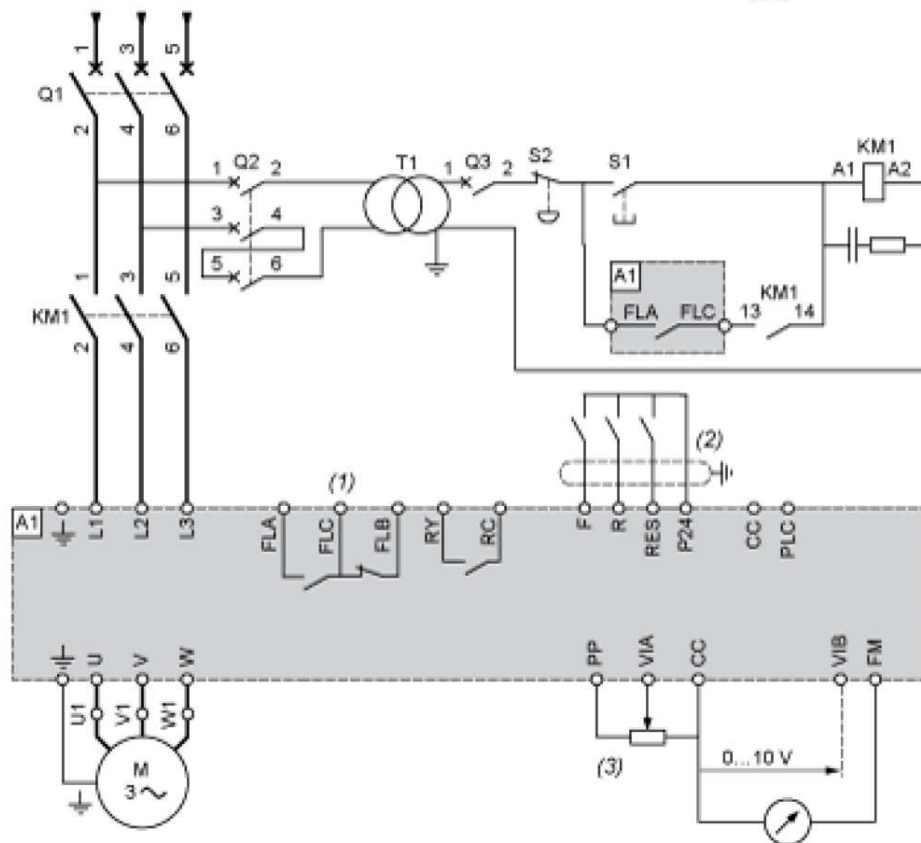 1 3 5
Q1
2 4 6
1 Q2 2 T1 1 Q3 2 S2 S1 KM1
A1 A2
3 4
5 6
1 3 5
A1
KM1
FLA FLC 13 14
KM1
2 4 6
(2)
(1)
A1
L1 L2 L3 FLA FLC FLB RY RC F R RES P24 CC PLC
U V W PP VIA CC VIB FM
U1 V1 W1
M
3
(3)
0...10 V